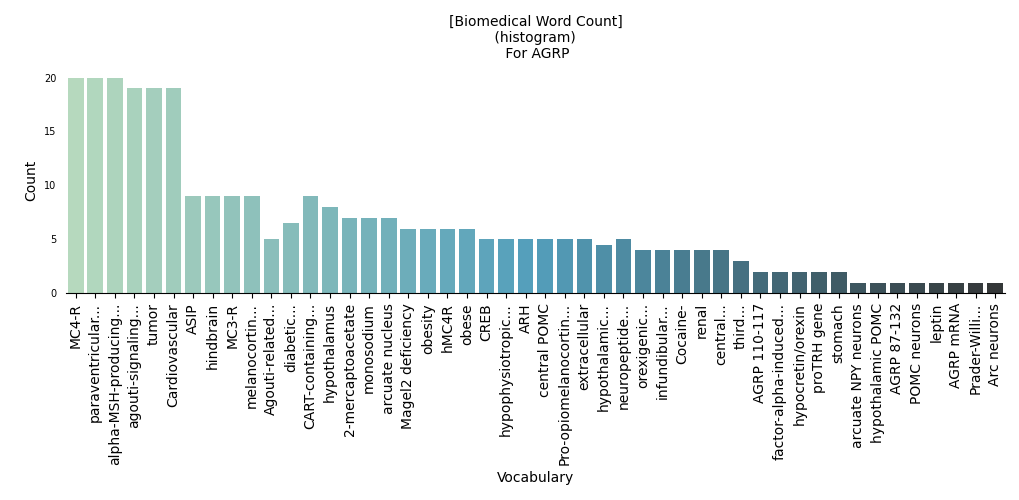 [Biomedical Word Count]
(histogram)
For AGRP
Count
20
15
10
5
0
MC4-R
paraventricular...
alpha-MSH-producing...
agouti-signaling...
tumor
Cardiovascular
ASIP
hindbrain
MC3-R
melanocortin...
Agouti-related...
diabetic...
CART-containing...
hypothalamus
2-mercaptoacetate
monosodium
arcuate nucleus
Magel2 deficiency
obesity
hMC4R
obese
CREB
hypophysiotropic...
ARH
central POMC
Pro-opiomelanocortin...
extracellular
hypothalamic...
neuropeptide...
orexigenic...
infundibular...
Cocaine-
renal
central...
third...
AGRP 110-117
factor-alpha-induced...
hypocretin/orexin
proTRH gene
stomach
arcuate NPY neurons
hypothalamic POMC
AGRP 87-132
POMC neurons
leptin
AGRP mRNA
Prader-Willi...
Arc neurons
Vocabulary